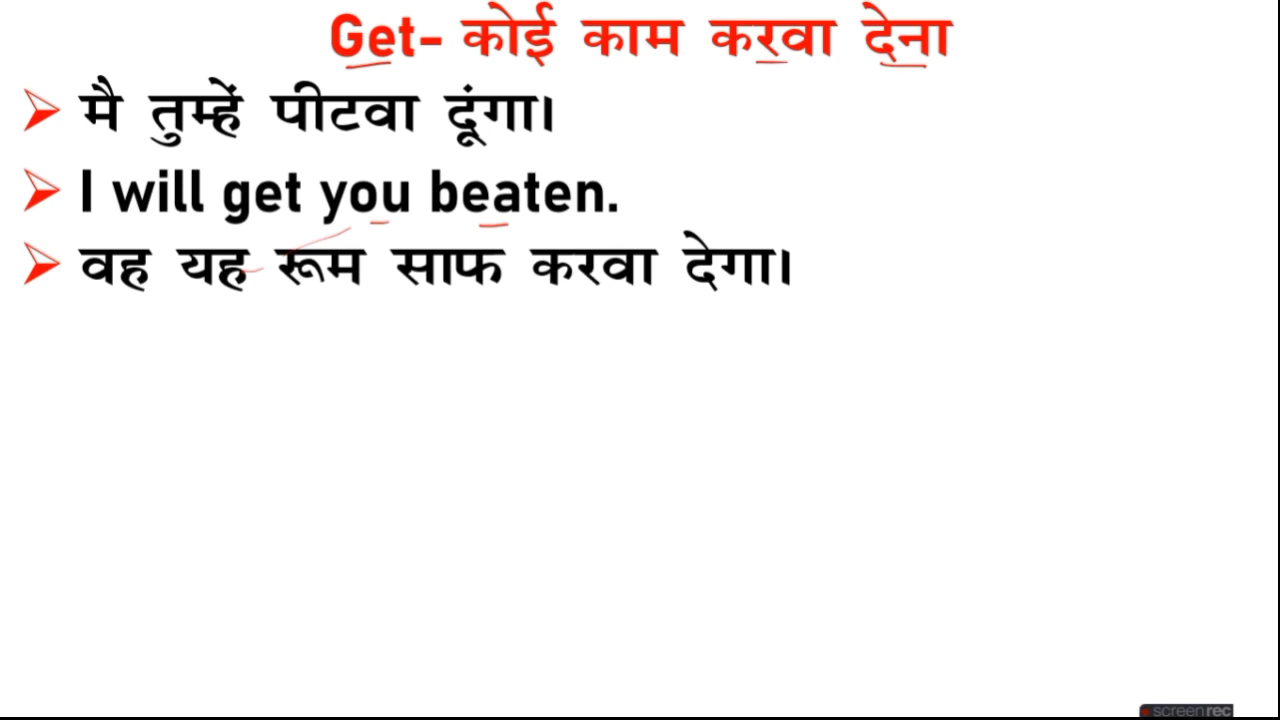 Get- कोई काम करवा देना
मै तुम्हें पीटवा दूंगा।
I will get you beaten.
वह यह रूम साफ करवा देगा।
screenrec